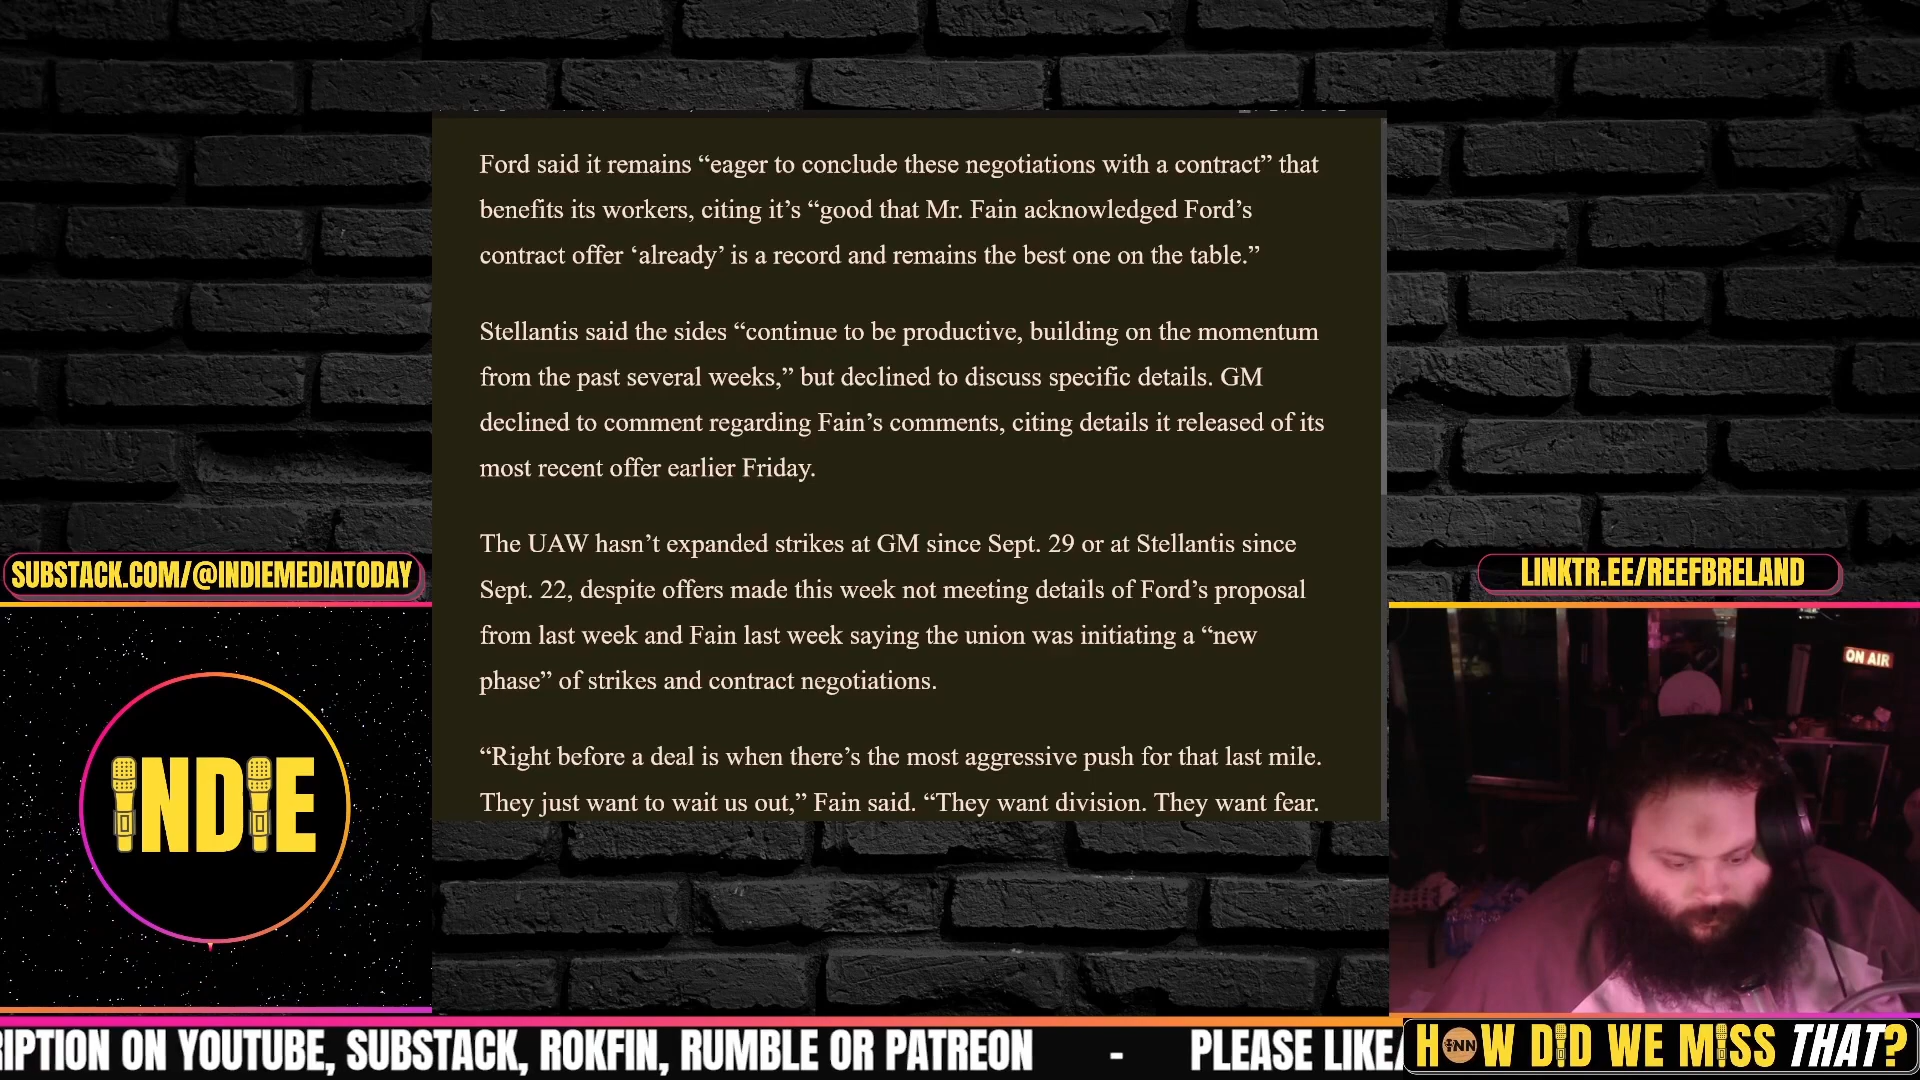 Ford said it remains “eager to conclude these negotiations with a contract” that
benefits its workers, citing it’s “good that Mr. Fain acknowledged Ford’s
contract offer ‘already’ is a record and remains the best one on the table.”
Stellantis said the sides “continue to be productive, building on the momentum
from the past several weeks,” but declined to discuss specific details. GM
declined to comment regarding Fain’s comments, citing details it released of its
most recent offer earlier Friday.
The UAW hasn’t expanded strikes at GM since Sept. 29 or at Stellantis since
Sept. 22, despite offers made this week not meeting details of Ford’s proposal
from last week and Fain last week saying the union was initiating a “new
phase” of strikes and contract negotiations.
“Right before a deal is when there’s the most aggressive push for that last mile.
They just want to wait us out,” Fain said. “They want division. They want fear.
SUBSTACK.COM/@INDIEMEDIATODAY
LINKTR.EE/REEFBRELAND
INDIE
ON AIR
RIPTION ON YOUTUBE, SUBSTACK, ROKFIN, RUMBLE OR PATREON - PLEASE LIKE
HOW DID WE MISS THAT?
INN